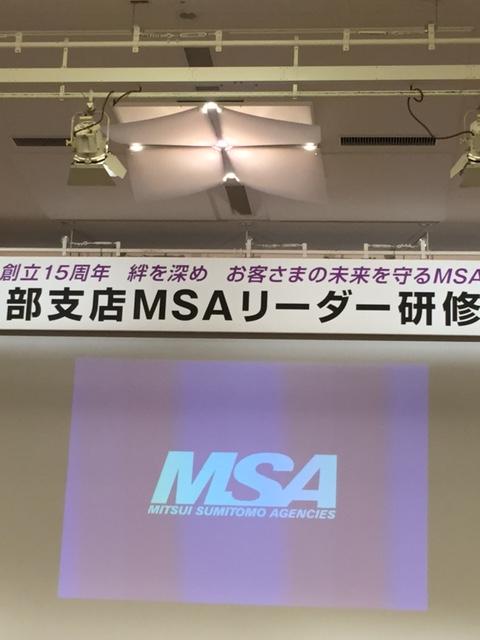 創立15周年 絆を深め お客さまの未来を守るMSA
部支店MSAリーダー研修
MSA
MITSUI SUMITOMO AGENCIES